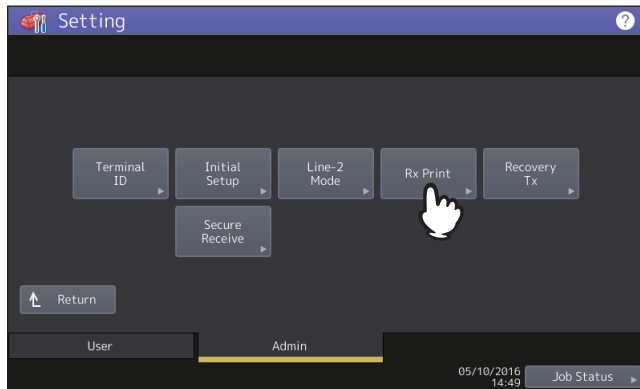 Setting
?
Terminal
ID
Initial
Setup
Line-2
Mode
Rx Print
Recovery
Tx
Secure
Receive
Return
User
Admin
05/10/2016
14:49
Job Status